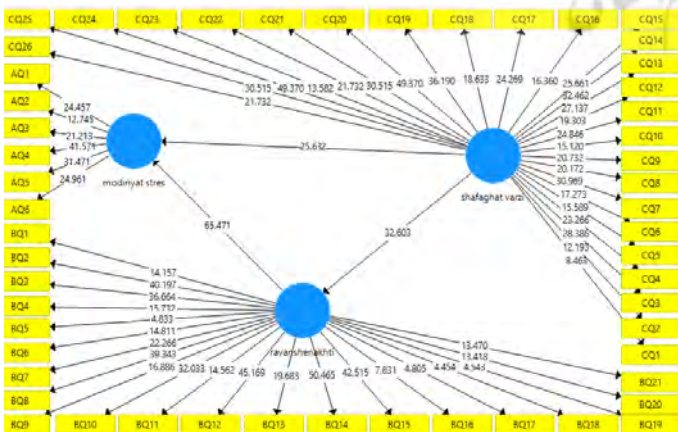 CQ25 CQ24 CQ23 CQ22 CQ21 CQ20 CQ19 CQ18 CQ17 CQ16 CQ15
CQ26
CQ14
CQ13
CQ12
CQ11
CQ10
CQ9
CQ8
CQ7
CQ6
CQ5
CQ4
CQ3
CQ2
CQ1
30.515 49.370 13.582 21.732 30.515 49.370 36.190 18.633 24.269 16.360
21.732
25.661
32.462
27.137
19.303
24.846
15.120
20.732
20.172
30.969
17.273
15.589
23.266
28.386
12.193
8.463
AQ1
AQ2
AQ3
AQ4
AQ5
AQ6
24.457
12.745
21.213
41.571
31.471
24.961
modiriyat stres
25.632
shafaghat varzi
65.471
32.603
BQ1
BQ2
BQ3
BQ4
BQ5
BQ6
BQ7
BQ8
14.157
40.197
36.664
15.732
4.833
14.811
22.266
39.343
16.886 32.033 14.562 45.169 19.683 50.465 42.515 7.831 4.805 4.454 4.543
13.418
13.470
ravanshenakhti
BQ21
BQ20
BQ9 BQ10 BQ11 BQ12 BQ13 BQ14 BQ15 BQ16 BQ17 BQ18 BQ19